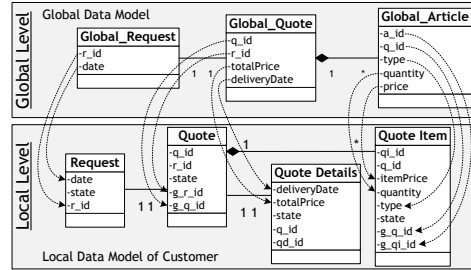 Global Level
Global Data Model
Global_Request
-r_id
-date
Global_Quote
-q_id
-r_id
-totalPrice
-deliveryDate
Global_Article
-a_id
-q_id
-type
-quantity
-price
1 1
1 *
Local Level
Request
-date
-state
-r_id
Quote
-q_id
-r_id
-state
-g_r_id
-g_q_id
Quote Details
-deliveryDate
-totalPrice
-state
-q_id
-qd_id
Quote Item
-qi_id
-q_id
-itemPrice
-quantity
-type
-state
-g_q_id
-g_qi_id
1 *
1 1
1 1
Local Data Model of Customer